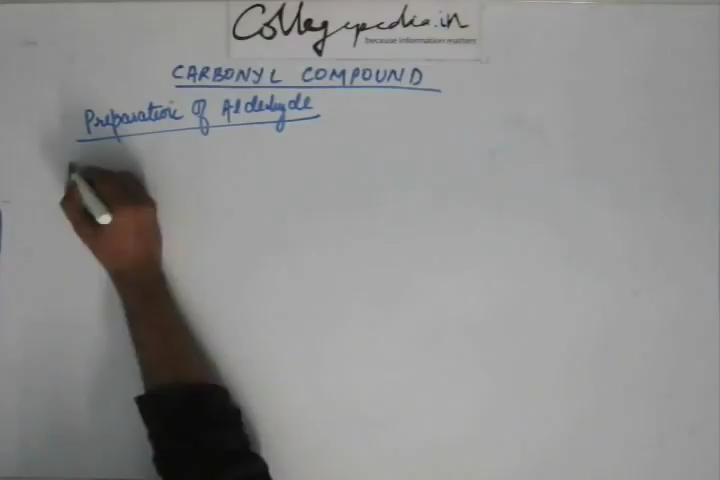 Collegepedia.in
because information matters
CARBONYL COMPOUND
Preparation of Aldehyde